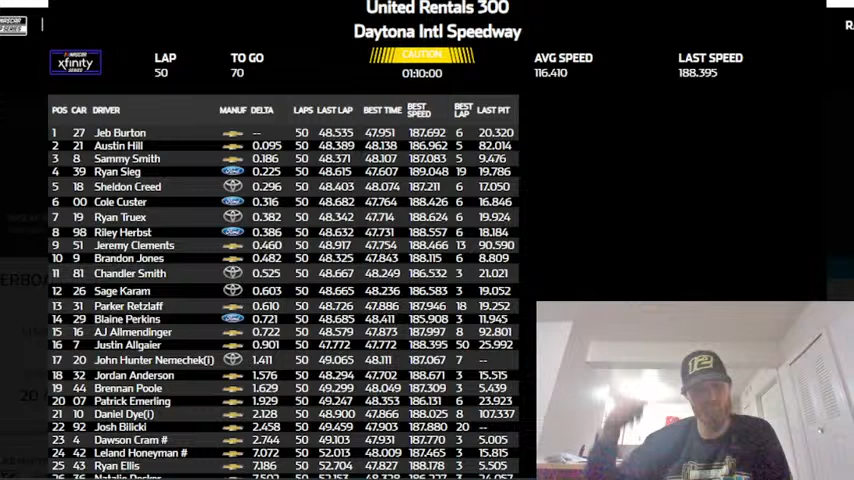 United Rentals 300
Daytona Intl Speedway
NASCAR
xfinity
SERIES
LAP
50
TO GO
70
CAUTION
01:10:00
AVG SPEED
116.410
LAST SPEED
188.395
POS CAR DRIVER MANUF DELTA LAPS LAST LAP BEST TIME BEST SPEED BEST LAP LAST PIT
1 27 Jeb Burton -- 50 48.535 47.951 187.692 6 20.320
2 21 Austin Hill 0.095 50 48.389 48.138 186.962 5 82.014
3 8 Sammy Smith 0.186 50 48.371 48.107 187.083 5 9.476
4 39 Ryan Sieg 0.225 50 48.615 47.607 189.048 19 19.786
5 18 Sheldon Creed 0.296 50 48.403 48.074 187.211 6 17.050
6 00 Cole Custer 0.316 50 48.682 47.764 188.426 6 16.846
7 19 Ryan Truex 0.382 50 48.342 47.714 188.624 6 19.924
8 98 Riley Herbst 0.386 50 48.632 47.731 188.557 6 18.184
9 51 Jeremy Clements 0.460 50 48.917 47.754 188.466 13 90.590
10 9 Brandon Jones 0.482 50 48.325 47.843 188.115 6 8.809
11 81 Chandler Smith 0.525 50 48.667 48.249 186.532 3 21.021
12 26 Sage Karam 0.603 50 48.665 48.236 186.583 3 19.052
13 31 Parker Retzlaff 0.610 50 48.726 47.886 187.946 18 19.252
14 29 Blaine Perkins 0.721 50 48.685 48.411 185.908 3 11.945
15 16 AJ Allmendinger 0.722 50 48.579 47.873 187.997 8 92.801
16 7 Justin Allgaier 0.901 50 47.772 47.772 188.395 50 25.992
17 20 John Hunter Nemechek(i) 1.411 50 49.065 48.111 187.067 7 --
18 32 Jordan Anderson 1.576 50 48.294 47.702 188.671 3 15.515
19 44 Brennan Poole 1.629 50 49.299 48.049 187.309 3 5.439
20 07 Patrick Emerling 1.929 50 49.247 48.353 186.131 6 23.923
21 10 Daniel Dye(i) 2.128 50 48.900 47.866 188.025 8 107.337
22 92 Josh Bilicki 2.458 50 49.459 47.903 187.880 20 --
23 4 Dawson Cram # 2.744 50 49.103 47.931 187.770 3 5.005
24 42 Leland Honeyman # 7.072 50 52.013 48.009 187.465 3 15.815
25 43 Ryan Ellis 7.186 50 52.704 47.827 188.178 3 5.505
12